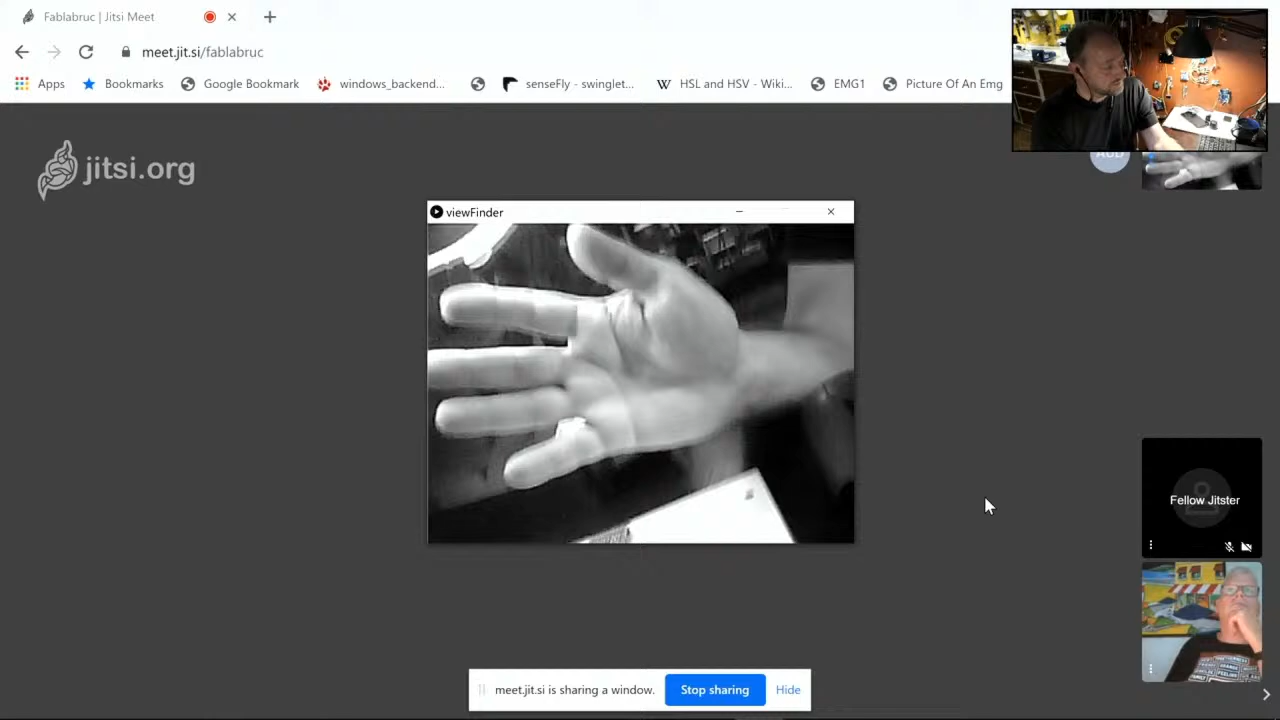 Fablabruc | Jitsi Meet
meet.jit.si/fablabruc
Apps
Bookmarks
Google Bookmark
windows_backend...
senseFly - swinglet...
HSL and HSV - Wiki...
EMG1
Picture Of An Emg
jitsi.org
AUD
viewFinder
Fellow Jitster
meet.jit.si is sharing a window.
Stop sharing
Hide